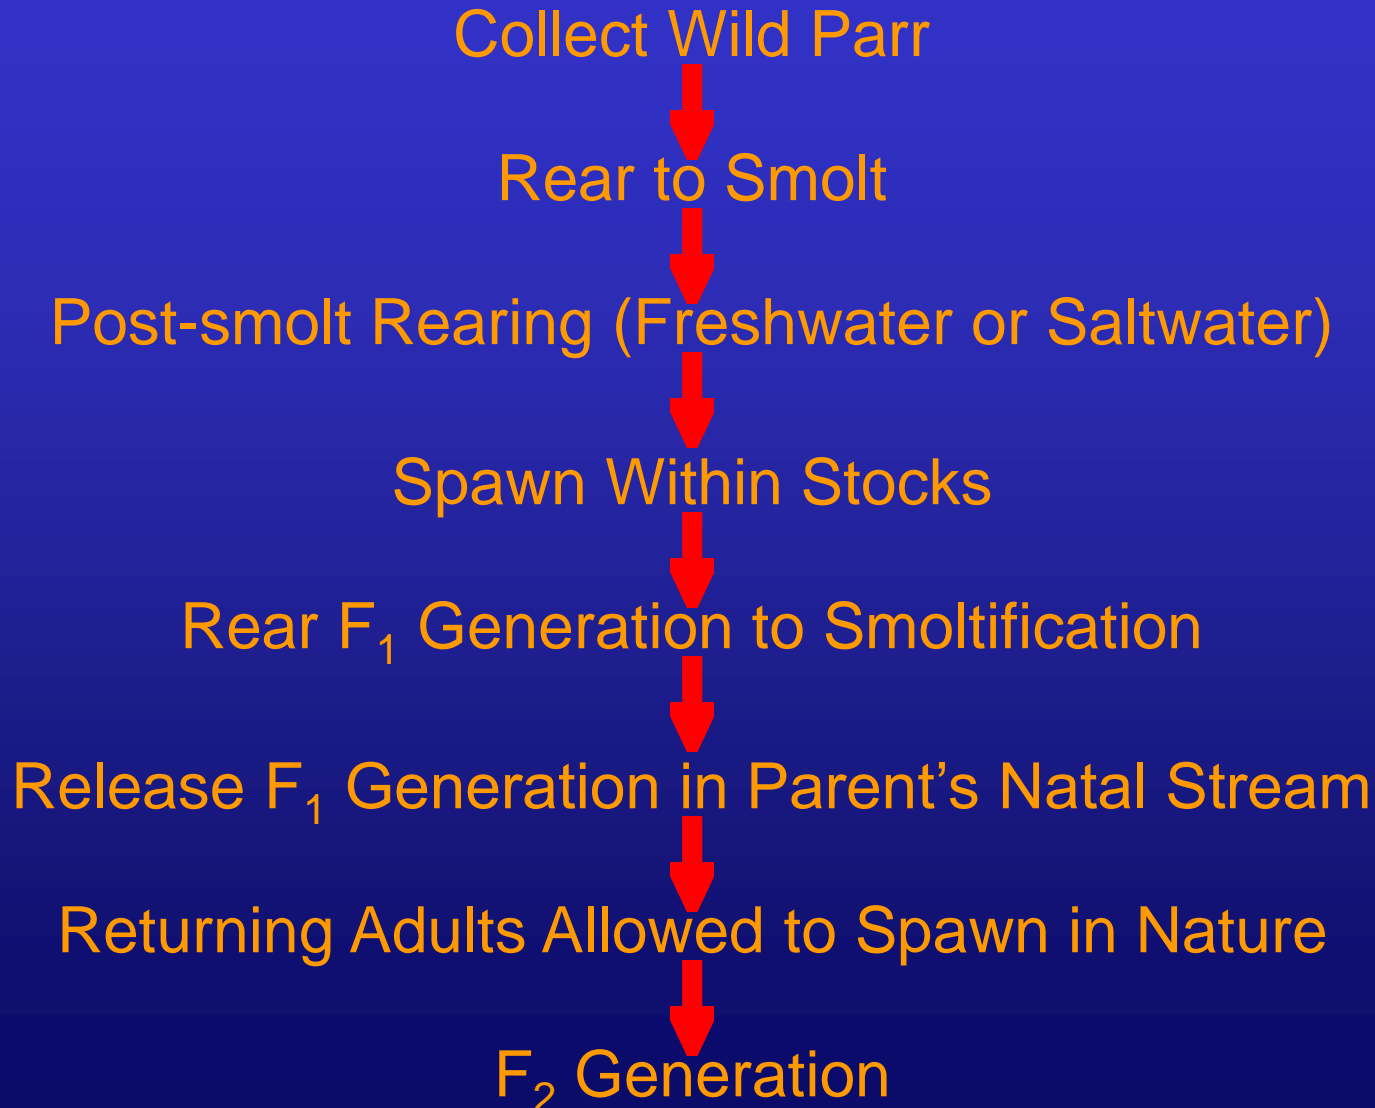 Collect Wild Parr
Rear to Smolt
Post-smolt Rearing (Freshwater or Saltwater)
Spawn Within Stocks
Rear F₁ Generation to Smoltification
Release F₁ Generation in Parent’s Natal Stream
Returning Adults Allowed to Spawn in Nature
F₂ Generation